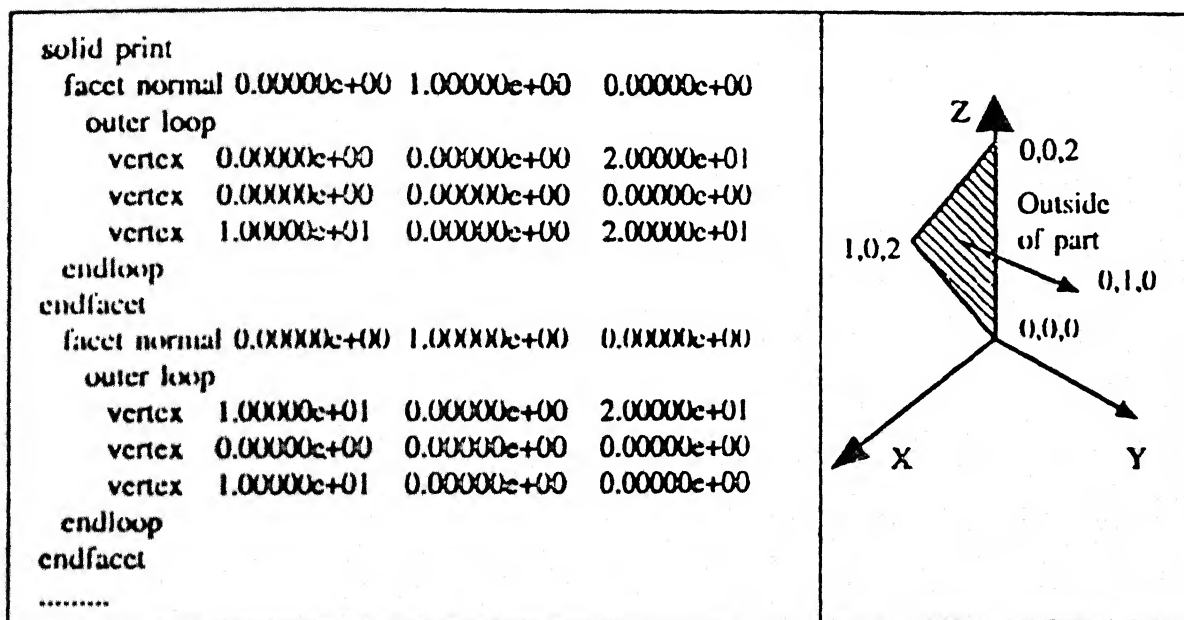 solid print
facet normal 0.00000e+00 1.00000e+00 0.00000e+00
outer loop
vertex 0.00000e+00 0.00000e+00 2.00000e+01
vertex 0.00000e+00 0.00000e+00 0.00000e+00
vertex 1.00000e+01 0.00000e+00 2.00000e+01
endloop
endfacet
facet normal 0.00000e+00 1.00000e+00 0.00000e+00
outer loop
vertex 1.00000e+01 0.00000e+00 2.00000e+01
vertex 0.00000e+00 0.00000e+00 0.00000e+00
vertex 1.00000e+01 0.00000e+00 0.00000e+00
endloop
endfacet
.........
Z
0,0,2
Outside
of part
1,0,2
0,1,0
0,0,0
X
Y